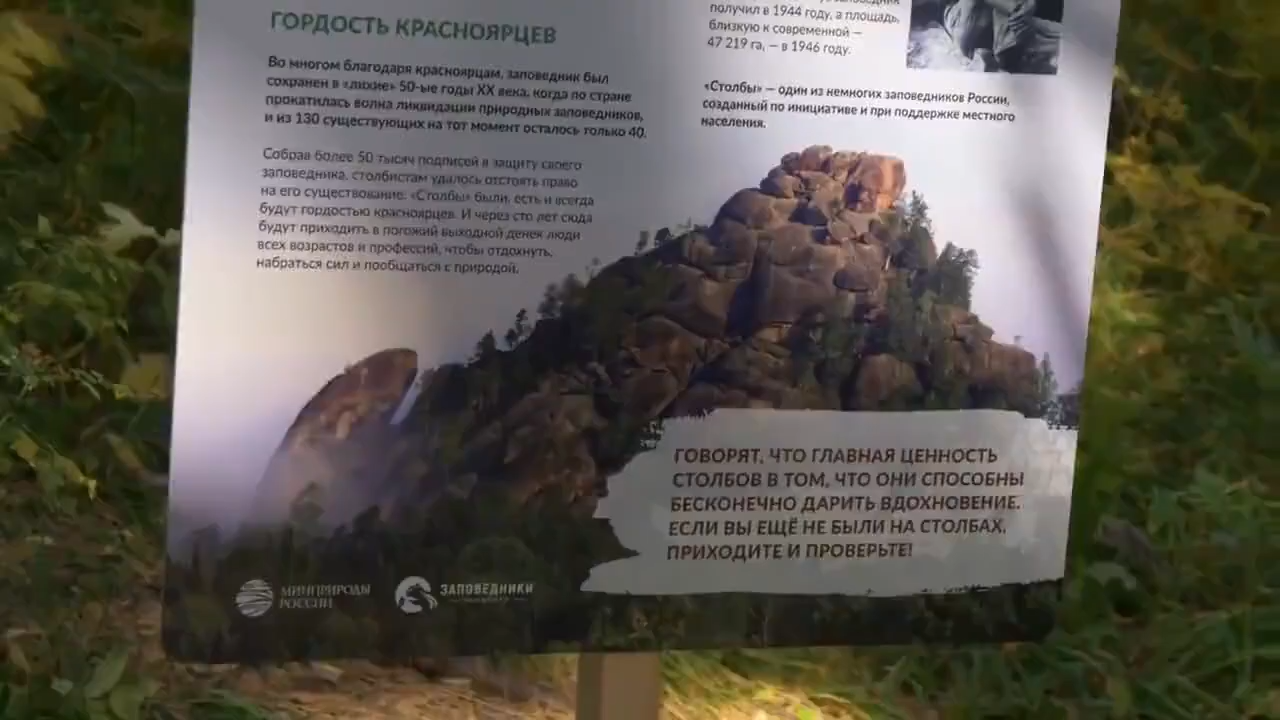 ГОРДОСТЬ КРАСНОЯРЦЕВ
Во многом благодаря красноярцам, заповедник был
сохранен в «лихие» 50-ые годы XX века, когда по стране
прокатилась волна ликвидации природных заповедников,
и из 130 существующих на тот момент осталось только 40.
Собрав более 50 тысяч подписей в защиту своего
заповедника, столбистам удалось отстоять право
на его существование. «Столбы» были, есть и всегда
будут гордостью красноярцев. И через сто лет сюда
будут приходить в погожий выходной денек люди
всех возрастов и профессий, чтобы отдохнуть,
набраться сил и пообщаться с природой.
получил в 1944 году, а площадь,
близкую к современной —
47 219 га, — в 1946 году.
«Столбы» — один из немногих заповедников России,
созданный по инициативе и при поддержке местного
населения.
ГОВОРЯТ, ЧТО ГЛАВНАЯ ЦЕННОСТЬ
СТОЛБОВ В ТОМ, ЧТО ОНИ СПОСОБНЫ
БЕСКОНЕЧНО ДАРИТЬ ВДОХНОВЕНИЕ.
ЕСЛИ ВЫ ЕЩЁ НЕ БЫЛИ НА СТОЛБАХ,
ПРИХОДИТЕ И ПРОВЕРЬТЕ!
МИНПРИРОДЫ
РОССИИ
ЗАПОВЕДНИКИ